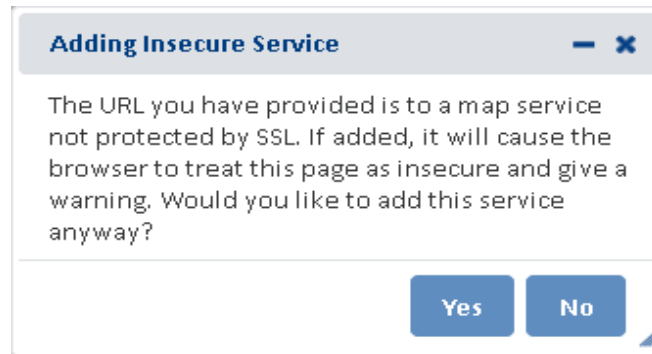 Adding Insecure Service
The URL you have provided is to a map service
not protected by SSL. If added, it will cause the
browser to treat this page as insecure and give a
warning. Would you like to add this service
anyway?
Yes No